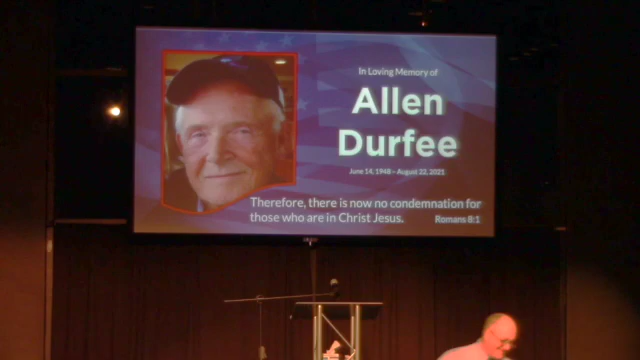 In Loving Memory of
Allen
Durfee
June 14, 1948 – August 22, 2021
Therefore, there is now no condemnation for
those who are in Christ Jesus.
Romans 8:1